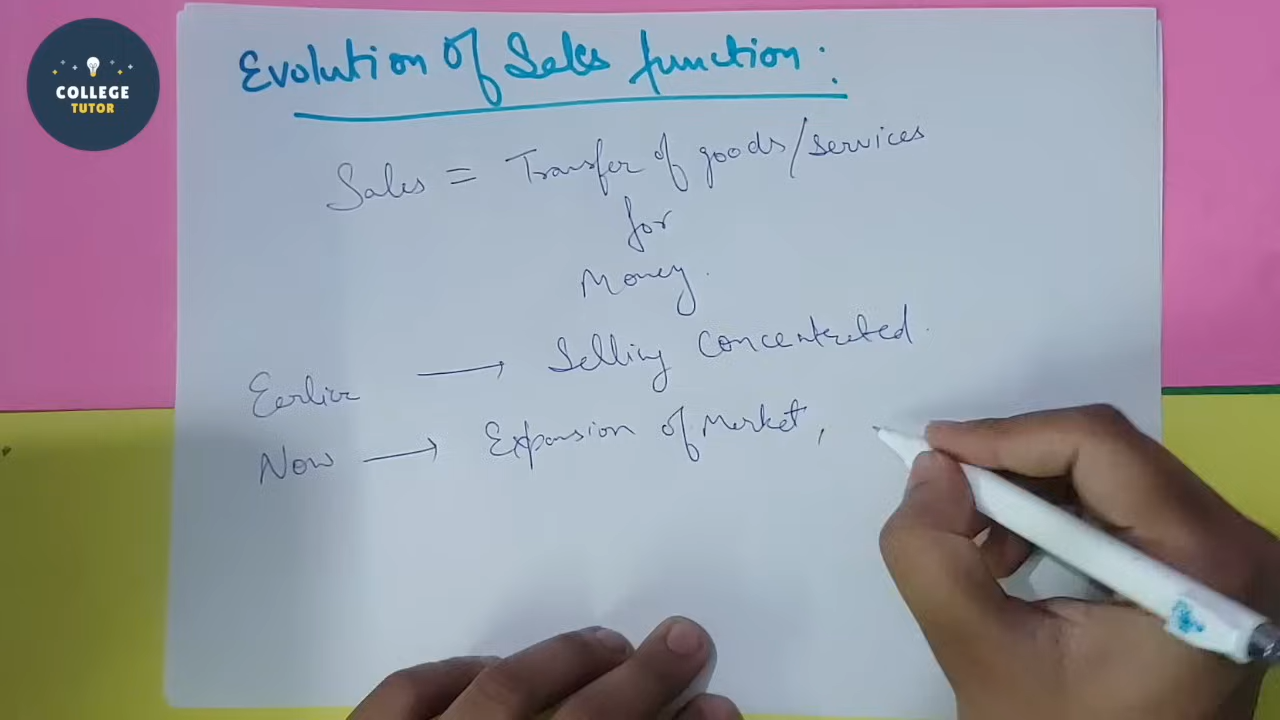 COLLEGE
TUTOR
Evolution of Sales function :
Sales = Transfer of goods/services
for
Money.
Earlier → Selling concentrated.
Now → Expansion of Market,